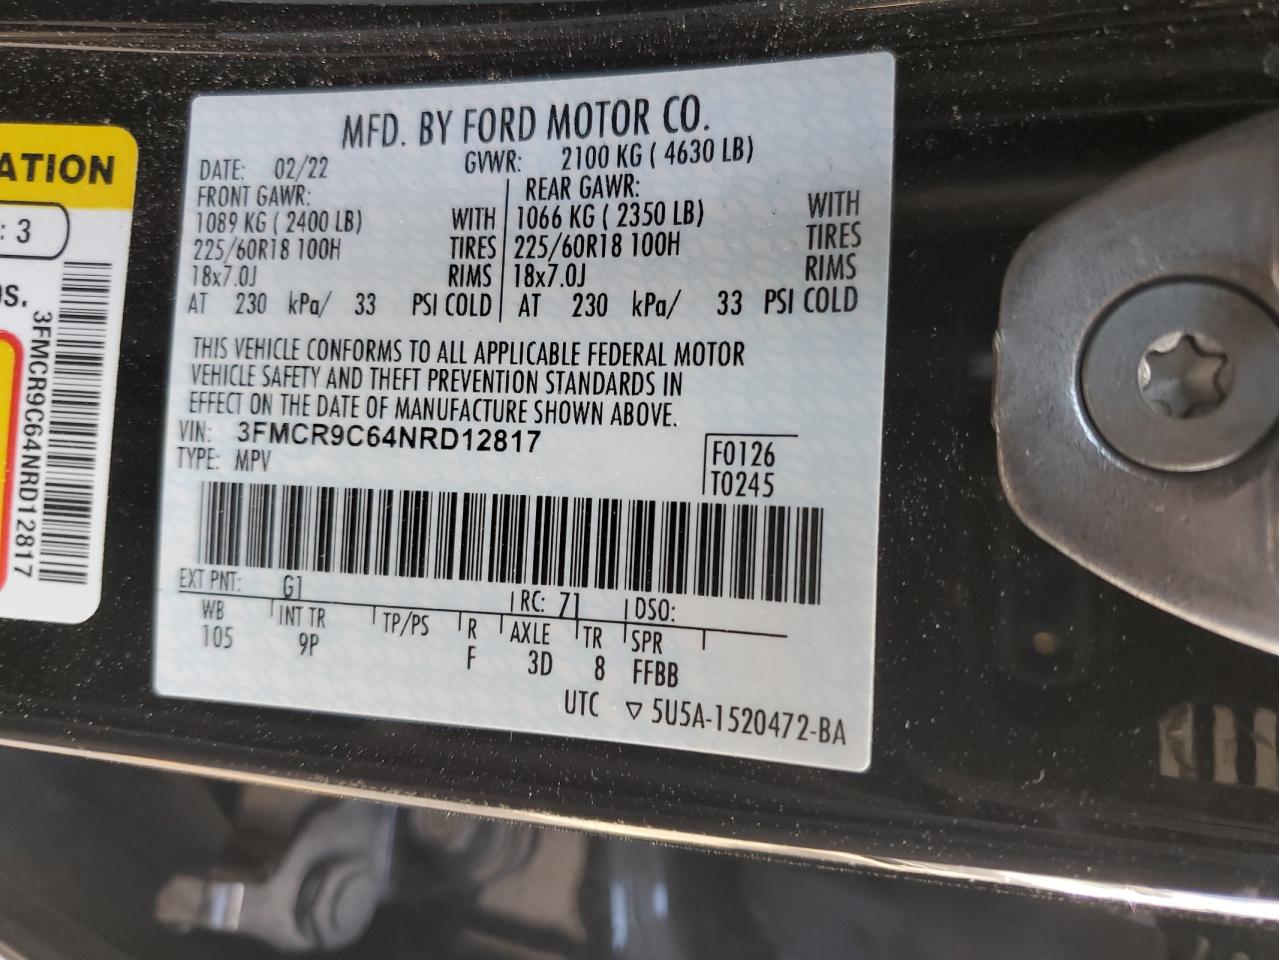 MFD. BY FORD MOTOR CO.
DATE: 02/22 GVWR: 2100 KG ( 4630 LB)
FRONT GAWR: REAR GAWR:
1089 KG ( 2400 LB) WITH 1066 KG ( 2350 LB) WITH
225/60R18 100H TIRES 225/60R18 100H TIRES
18x7.0J RIMS 18x7.0J RIMS
AT 230 kPa/ 33 PSI COLD AT 230 kPa/ 33 PSI COLD
THIS VEHICLE CONFORMS TO ALL APPLICABLE FEDERAL MOTOR
VEHICLE SAFETY AND THEFT PREVENTION STANDARDS IN
EFFECT ON THE DATE OF MANUFACTURE SHOWN ABOVE.
VIN: 3FMCR9C64NRD12817
TYPE: MPV
F0126
T0245
EXT PNT: G1 RC: 71 DSO:
WB INT TR TP/PS R AXLE TR SPR
105 9P F 3D 8 FFBB
UTC ▽ 5U5A-1520472-BA
ATION
: 3
s.
3FMCR9C64NRD12817